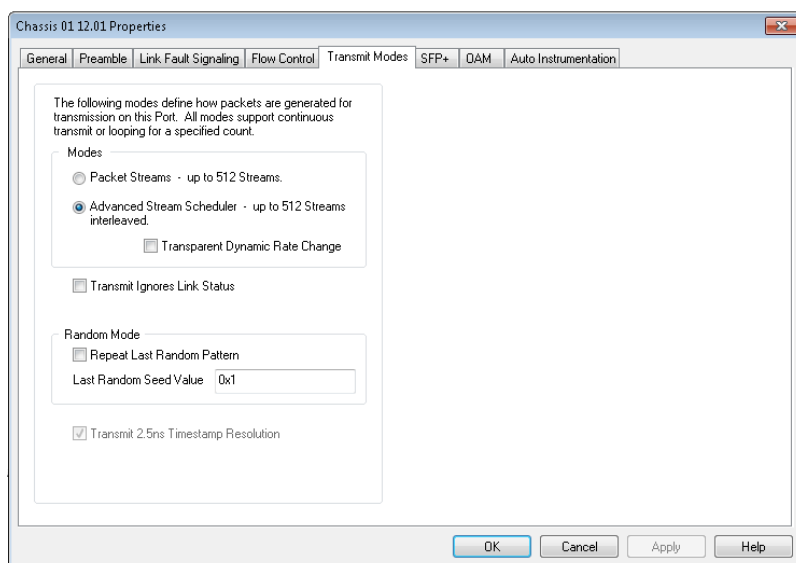 Chassis 01 12.01 Properties
General Preamble Link Fault Signaling Flow Control Transmit Modes SFP+ OAM Auto Instrumentation
The following modes define how packets are generated for
transmission on this Port. All modes support continuous
transmit or looping for a specified count.
Modes
Packet Streams - up to 512 Streams.
Advanced Stream Scheduler - up to 512 Streams
interleaved.
Transparent Dynamic Rate Change
Transmit Ignores Link Status
Random Mode
Repeat Last Random Pattern
Last Random Seed Value 0x1
Transmit 2.5ns Timestamp Resolution
OK Cancel Apply Help